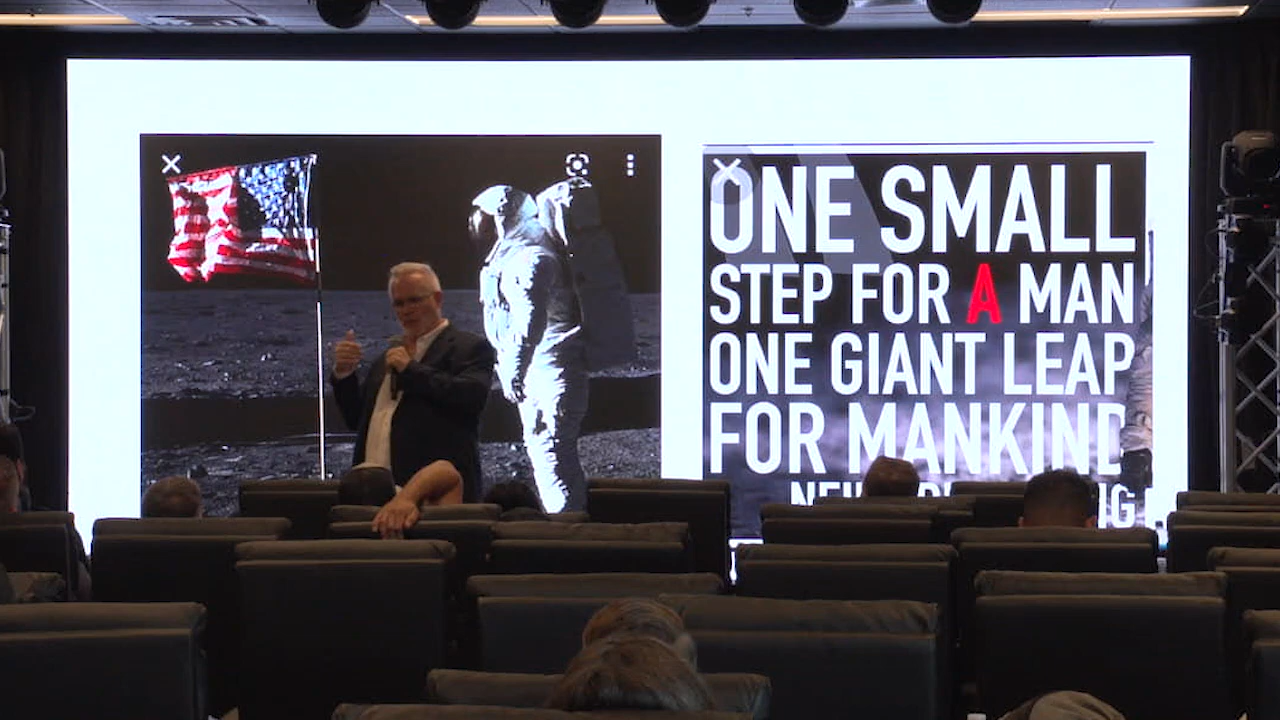 ONE SMALL
STEP FOR A MAN
ONE GIANT LEAP
FOR MANKIND